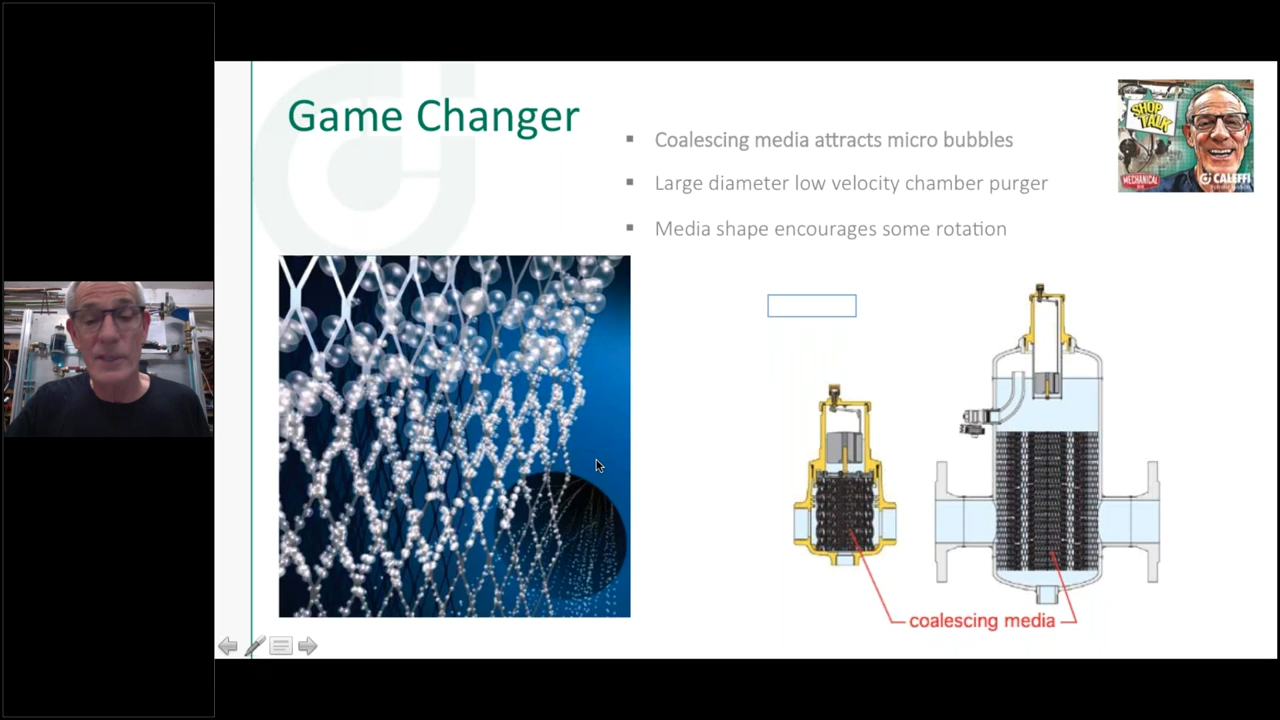 Game Changer
▪ Coalescing media attracts micro bubbles
▪ Large diameter low velocity chamber purger
▪ Media shape encourages some rotation
SHOP
TALK
MECHANICAL
CALEFFI
coalescing media